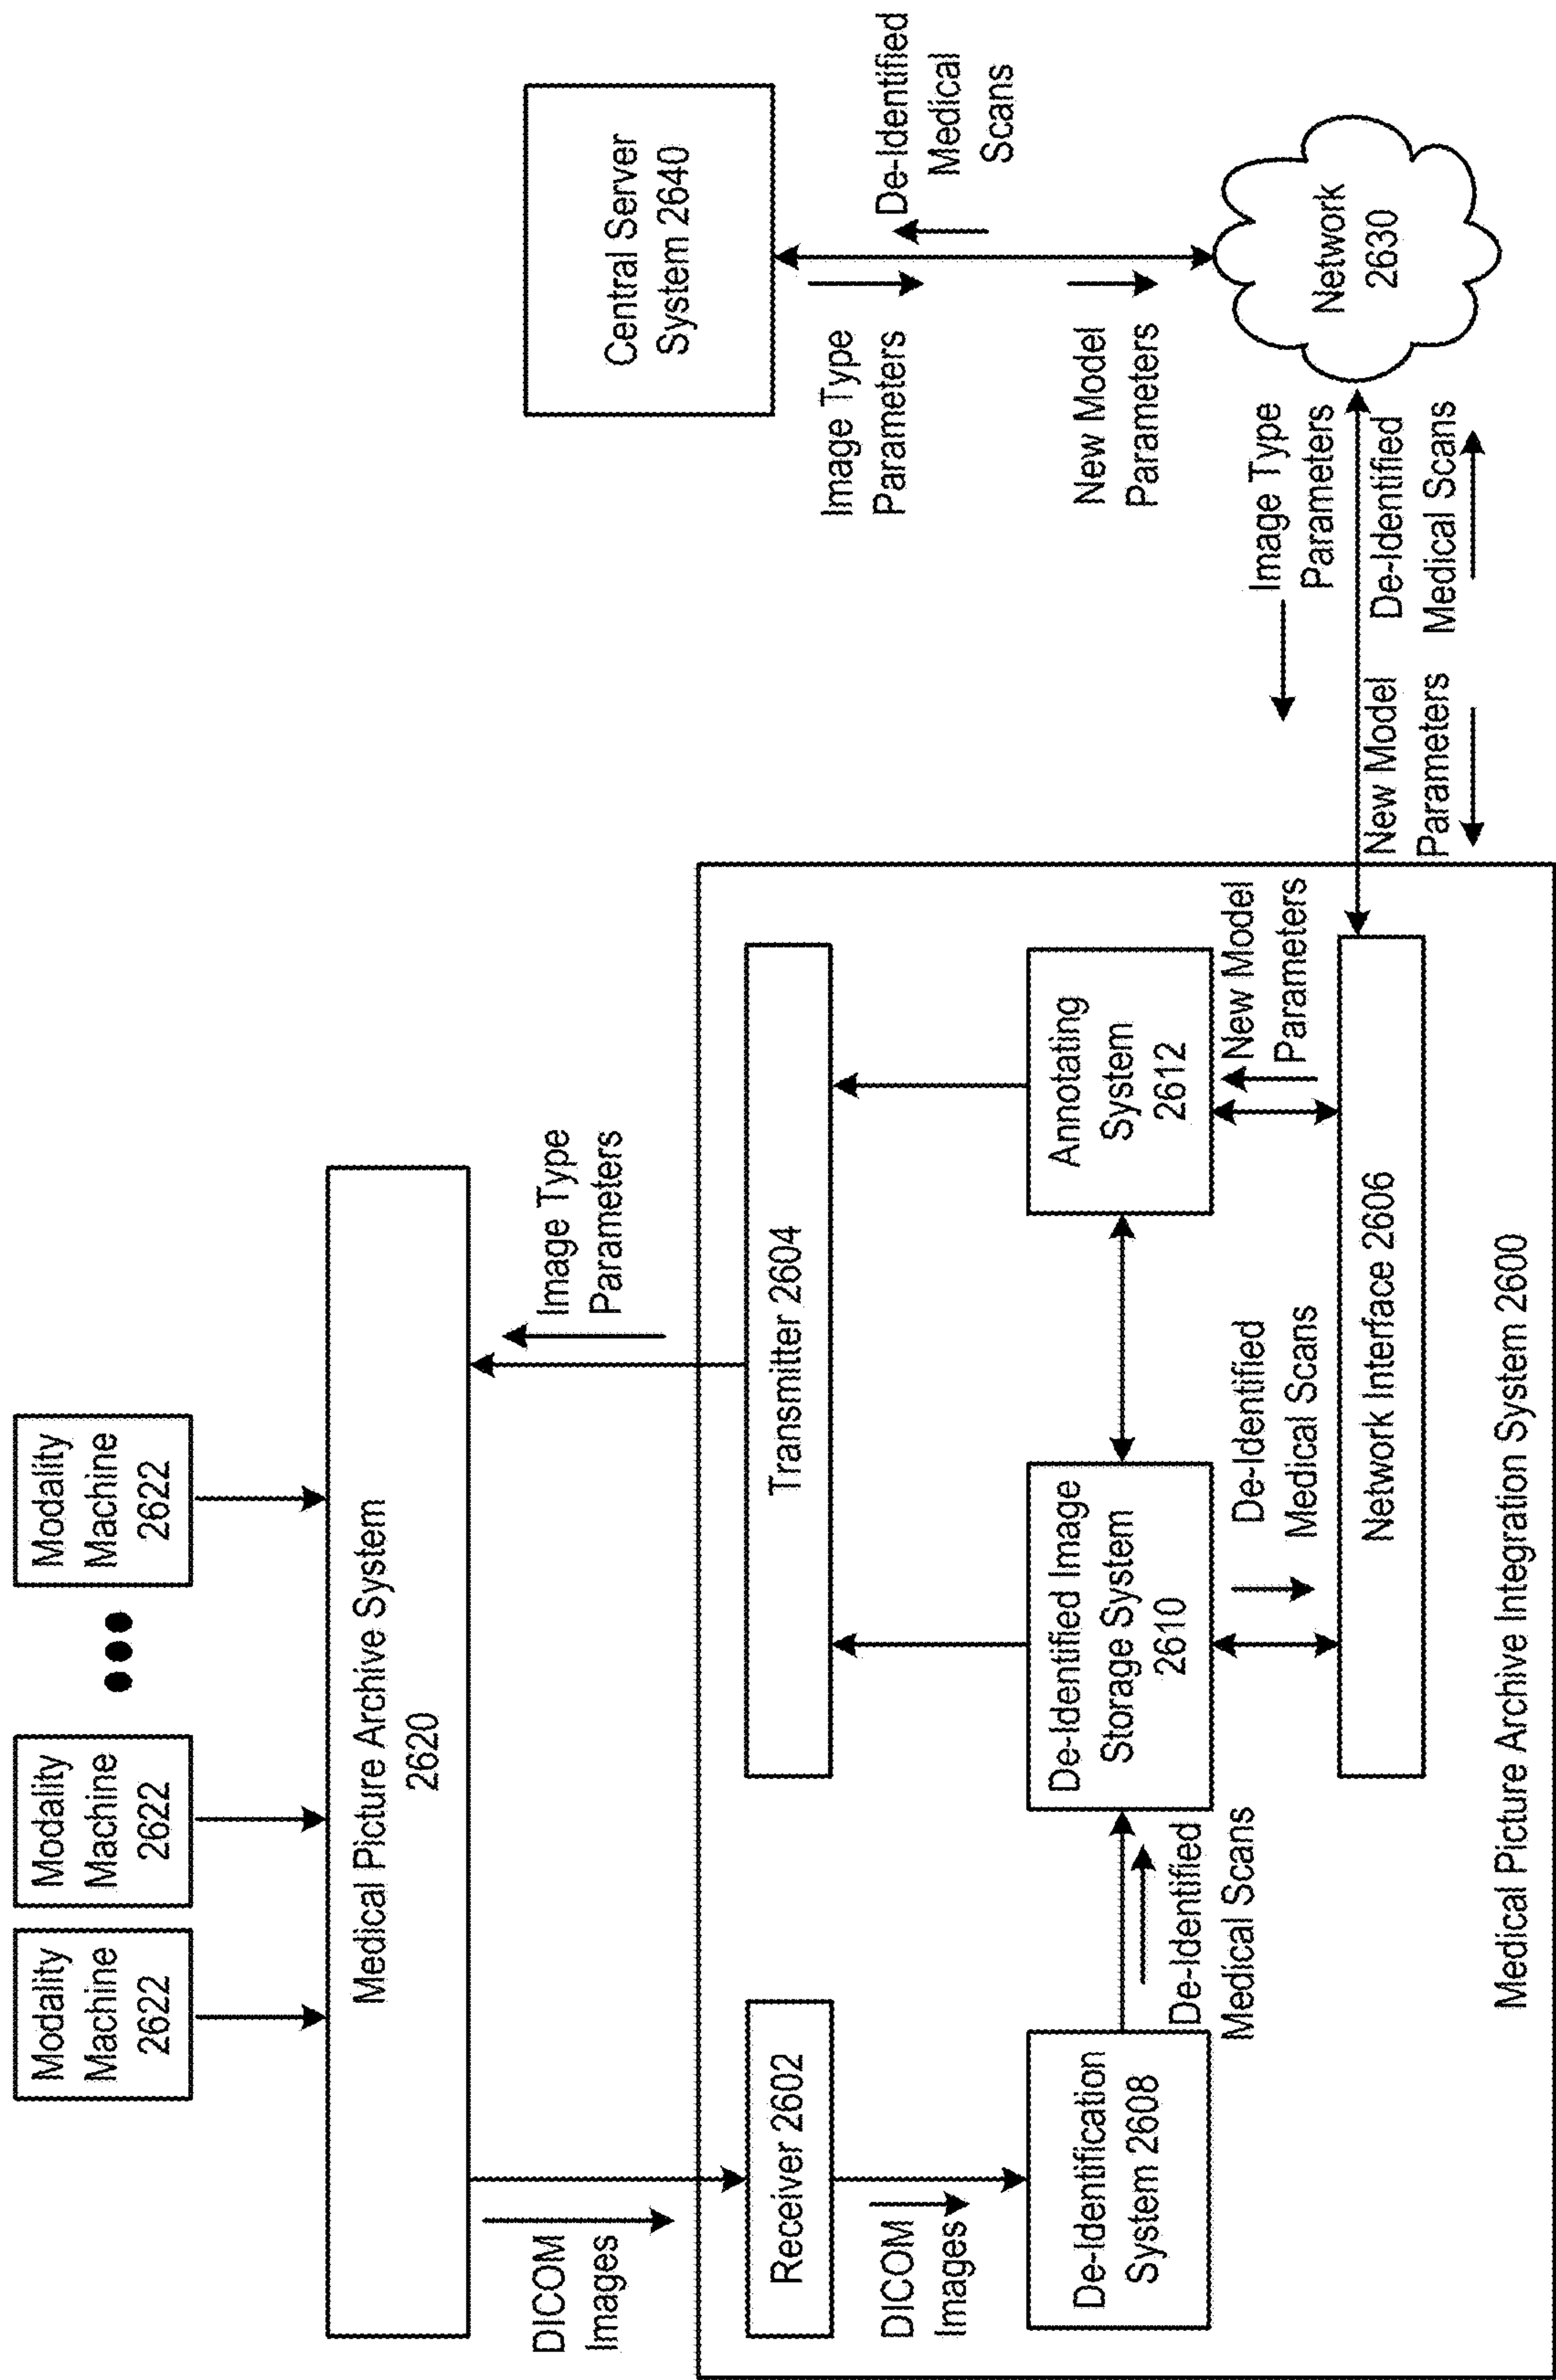 Modality
Machine
2622
Modality
Machine
2622
Modality
Machine
2622
Medical Picture Archive System
2620
DICOM
Images
Image Type
Parameters
Receiver 2602
Transmitter 2604
DICOM
Images
De-Identification
System 2608
De-Identified
Medical Scans
De-Identified Image
Storage System
2610
Annotating
System
2612
De-Identified
Medical Scans
New Model
Parameters
Network Interface 2606
Medical Picture Archive Integration System 2600
Central Server
System 2640
Image Type
Parameters
De-Identified
Medical
Scans
New Model
Parameters
Image Type
Parameters
New Model
Parameters
De-Identified
Medical Scans
Network
2630